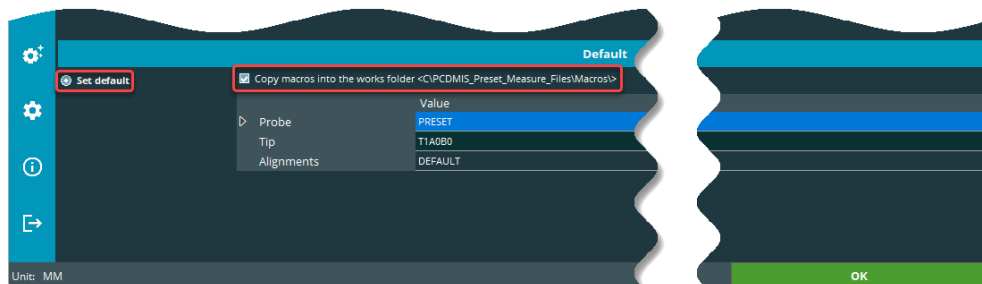 Default
Set default
Copy macros into the works folder <C\PCDMIS_Preset_Measure_Files\Macros\>
Value
Probe PRESET
Tip T1A0B0
Alignments DEFAULT
Unit: MM
OK